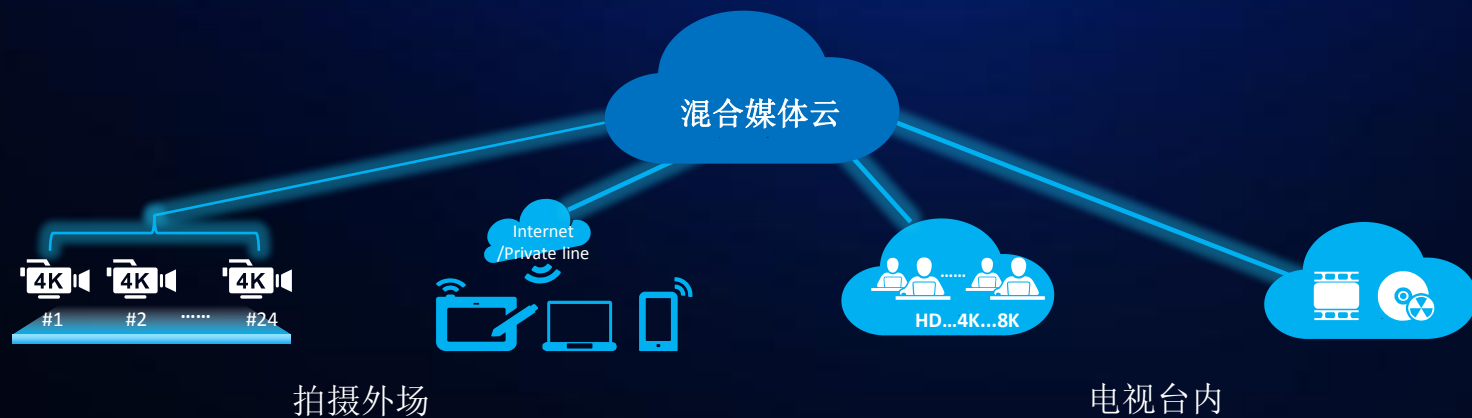 混合媒体云
Internet
/Private line
4K
4K
4K
#1
#2
……
#24
……
HD...4K...8K
拍摄外场
电视台内